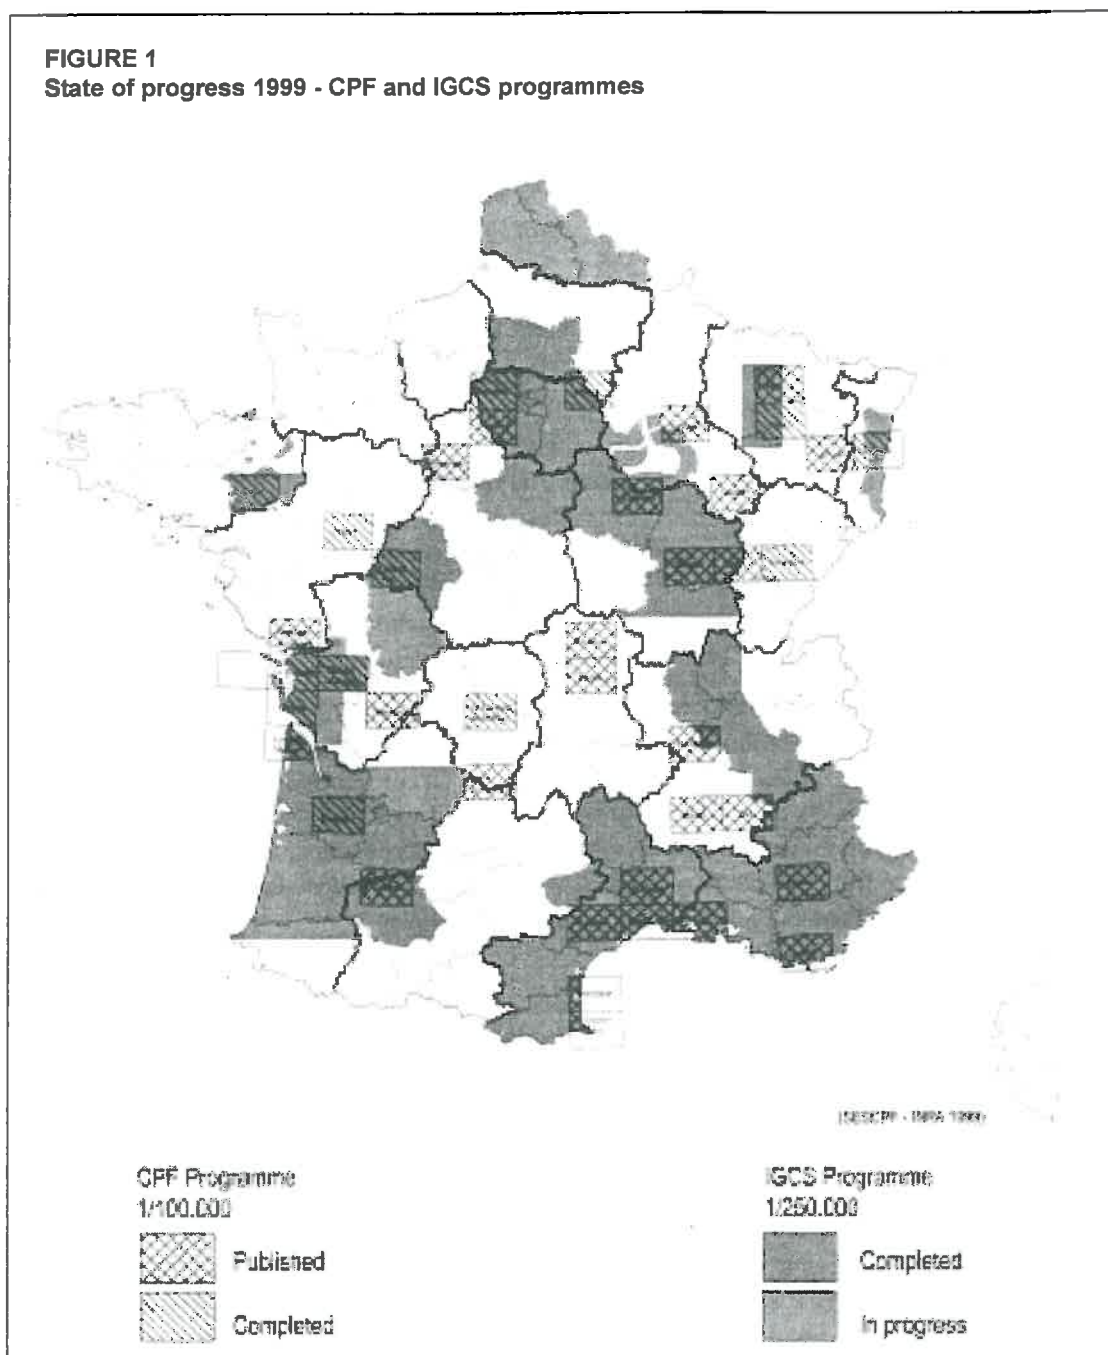 FIGURE 1
State of progress 1999 - CPF and IGCS programmes
CPF Programme
1/100.000
Published
Completed
IGCS Programme
1/250.000
Completed
In progress